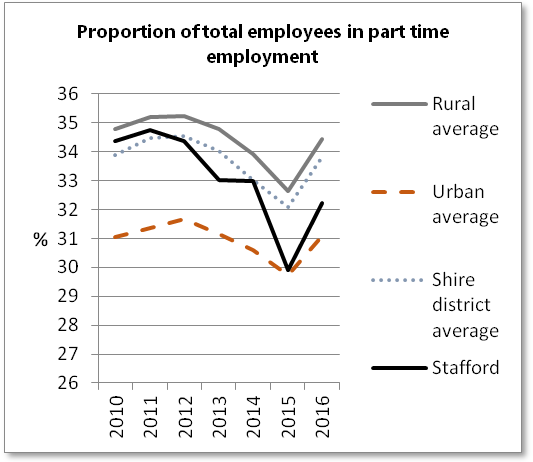 Proportion of total employees in part time
employment
36
35
34
33
32
31
30
29
28
27
26
%
2010
2011
2012
2013
2014
2015
2016
Rural
average
Urban
average
Shire
district
average
Stafford